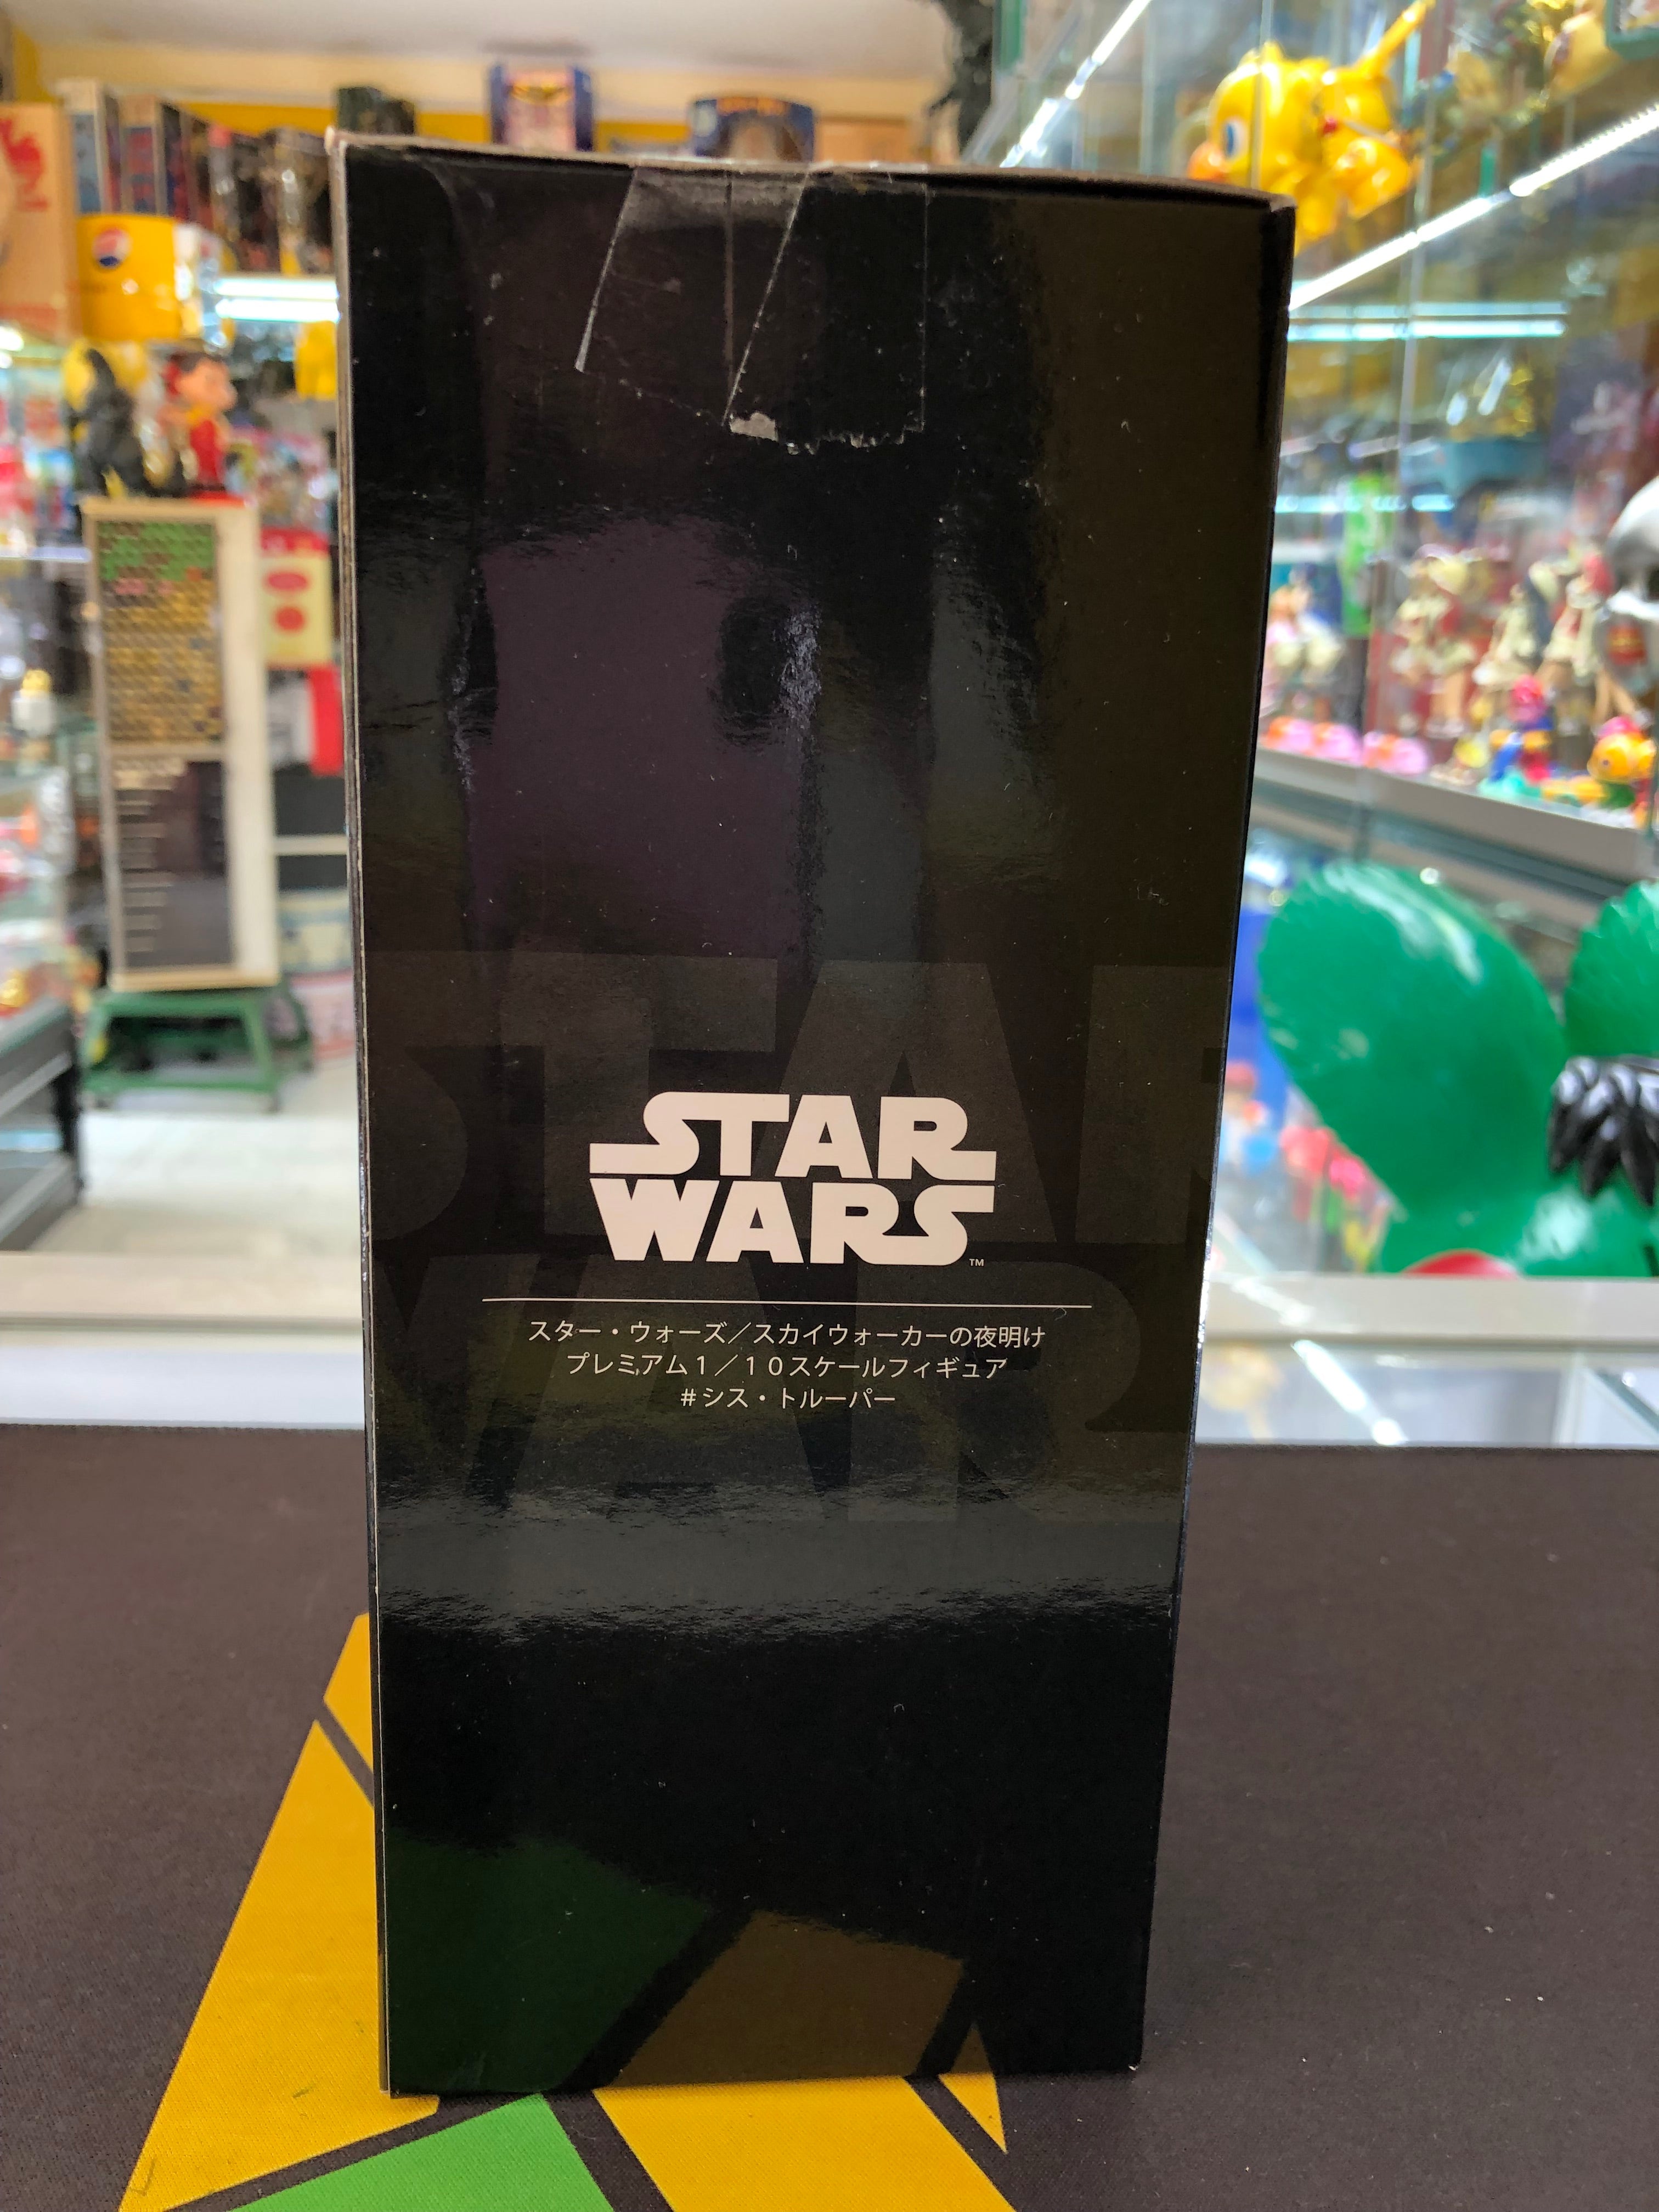 STAR
WARS™
スター・ウォーズ／スカイウォーカーの夜明け
プレミアム１／１０スケールフィギュア
＃シス・トルーパー